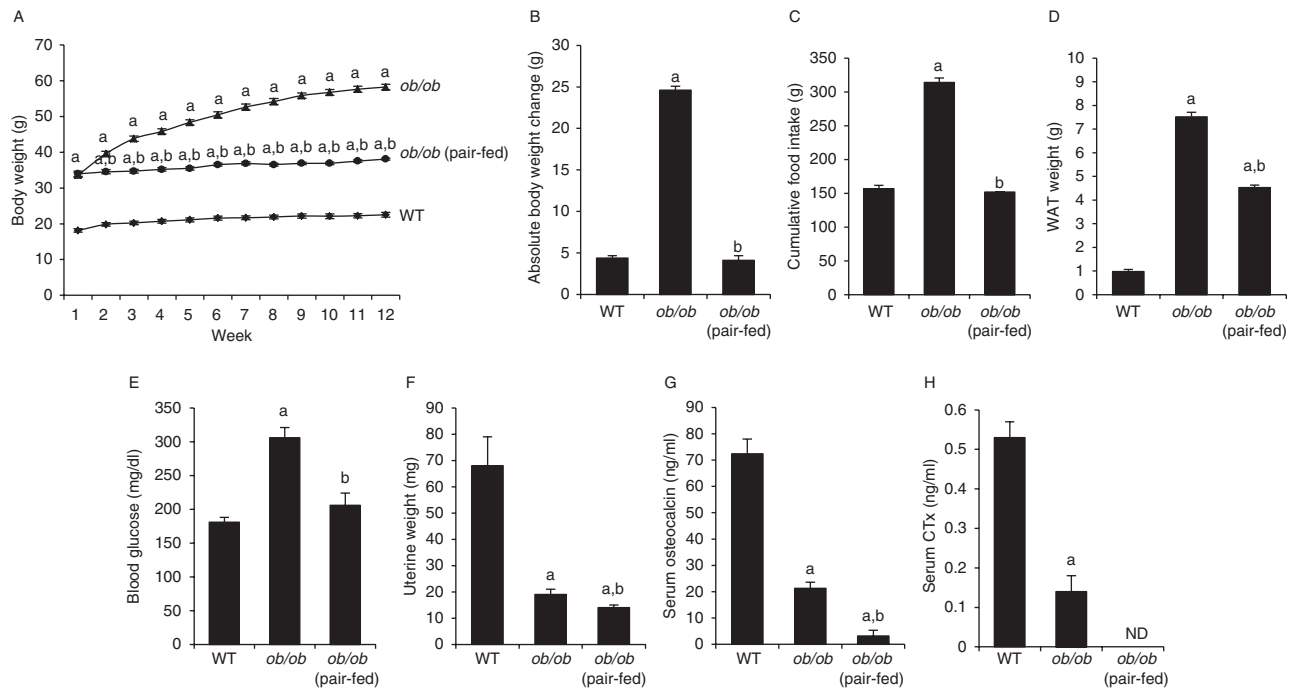 A
Body weight (g)
70
60
50
40
30
20
10
0
a a a a a a a a a a a a
a,b a,b a,b a,b a,b a,b a,b a,b a,b a,b a,b
ob/ob
ob/ob (pair-fed)
WT
1 2 3 4 5 6 7 8 9 10 11 12
Week
B
Absolute body weight change (g)
30
25
20
15
10
5
0
a
b
WT ob/ob ob/ob
(pair-fed)
C
Cumulative food intake (g)
350
300
250
200
150
100
50
0
a
b
WT ob/ob ob/ob
(pair-fed)
D
WAT weight (g)
10
9
8
7
6
5
4
3
2
1
0
a
a,b
WT ob/ob ob/ob
(pair-fed)
E
Blood glucose (mg/dl)
350
300
250
200
150
100
50
0
a
b
WT ob/ob ob/ob
(pair-fed)
F
Uterine weight (mg)
90
80
70
60
50
40
30
20
10
0
a
a,b
WT ob/ob ob/ob
(pair-fed)
G
Serum osteocalcin (ng/ml)
90
80
70
60
50
40
30
20
10
0
a
a,b
WT ob/ob ob/ob
(pair-fed)
H
Serum CTx (ng/ml)
0.6
0.5
0.4
0.3
0.2
0.1
0
a
ND
WT ob/ob ob/ob
(pair-fed)